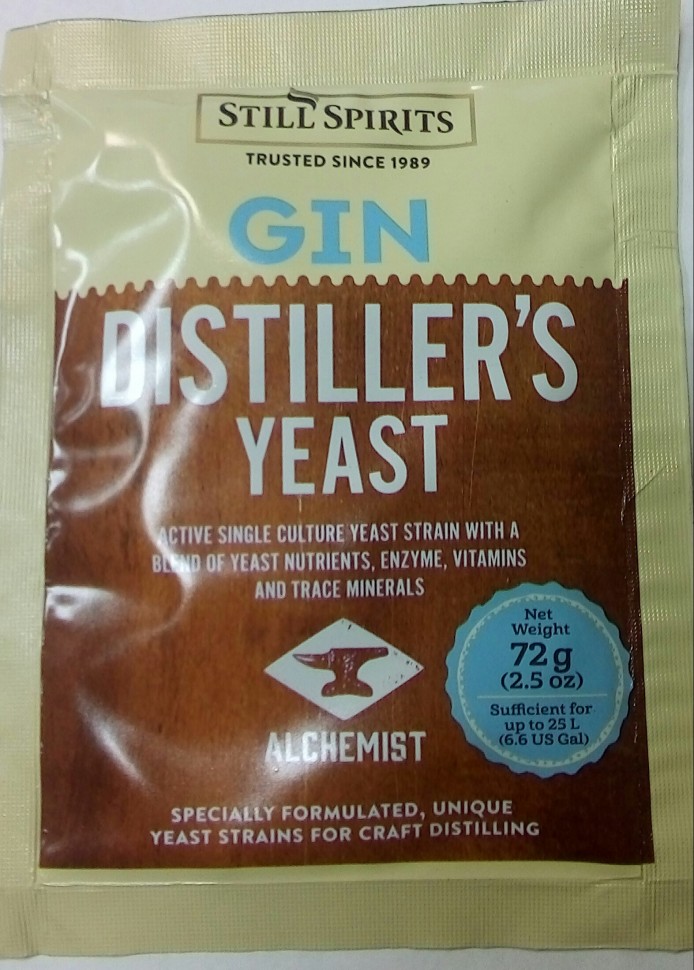 STILL SPIRITS
TRUSTED SINCE 1989
GIN
DISTILLER'S
YEAST
ACTIVE SINGLE CULTURE YEAST STRAIN WITH A
BLEND OF YEAST NUTRIENTS, ENZYME, VITAMINS
AND TRACE MINERALS
Net
Weight
72g
(2.5 oz)
Sufficient for
up to 25 L
(6.6 US Gal)
ALCHEMIST
SPECIALLY FORMULATED, UNIQUE
YEAST STRAINS FOR CRAFT DISTILLING